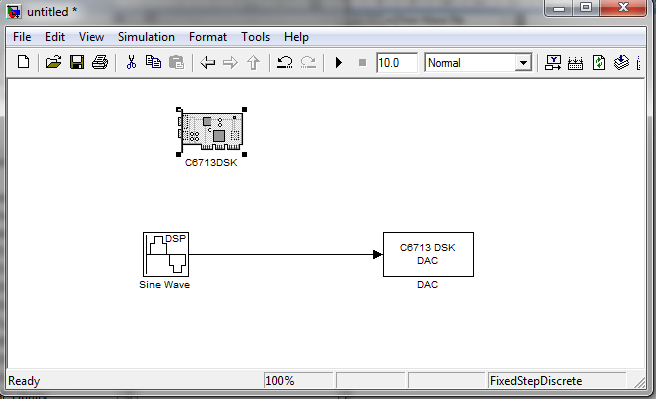 untitled *
File Edit View Simulation Format Tools Help
10.0 Normal
C6713DSK
DSP
Sine Wave
C6713 DSK
DAC
DAC
Ready 100% FixedStepDiscrete